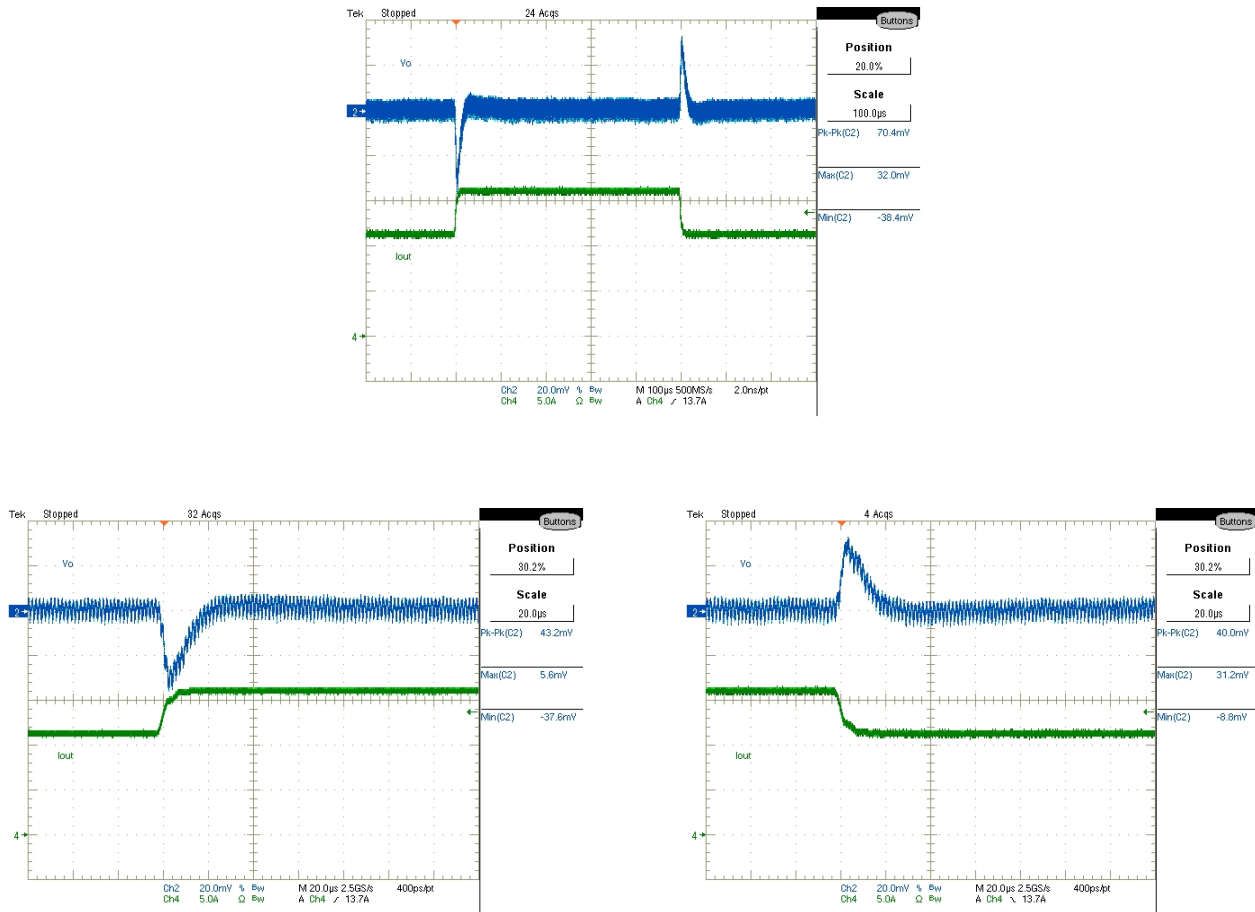 Tek Stopped 24 Acqs
Buttons
Position
20.0%
Scale
100.0µs
Pk-Pk(C2) 70.4mV
Max(C2) 32.0mV
Min(C2) -38.4mV
Vo
2
Iout
4
Ch2 20.0mV % Bw M 100µs 500MS/s 2.0ns/pt
Ch4 5.0A Ω Bw A Ch4 ∕ 13.7A
Tek Stopped 32 Acqs
Buttons
Position
30.2%
Scale
20.0µs
Pk-Pk(C2) 43.2mV
Max(C2) 5.6mV
Min(C2) -37.6mV
Vo
2
Iout
4
Ch2 20.0mV % Bw M 20.0µs 2.5GS/s 400ps/pt
Ch4 5.0A Ω Bw A Ch4 ∕ 13.7A
Tek Stopped 4 Acqs
Buttons
Position
30.2%
Scale
20.0µs
Pk-Pk(C2) 40.0mV
Max(C2) 31.2mV
Min(C2) -8.8mV
Vo
2
Iout
4
Ch2 20.0mV % Bw M 20.0µs 2.5GS/s 400ps/pt
Ch4 5.0A Ω Bw A Ch4 \ 13.7A